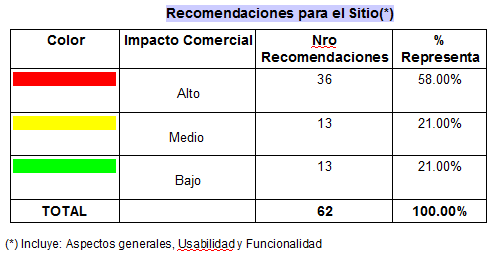 Recomendaciones para el Sitio(*)
Color Impacto Comercial Nro Recomendaciones % Representa
Alto 36 58.00%
Medio 13 21.00%
Bajo 13 21.00%
TOTAL 62 100.00%
(*) Incluye: Aspectos generales, Usabilidad y Funcionalidad